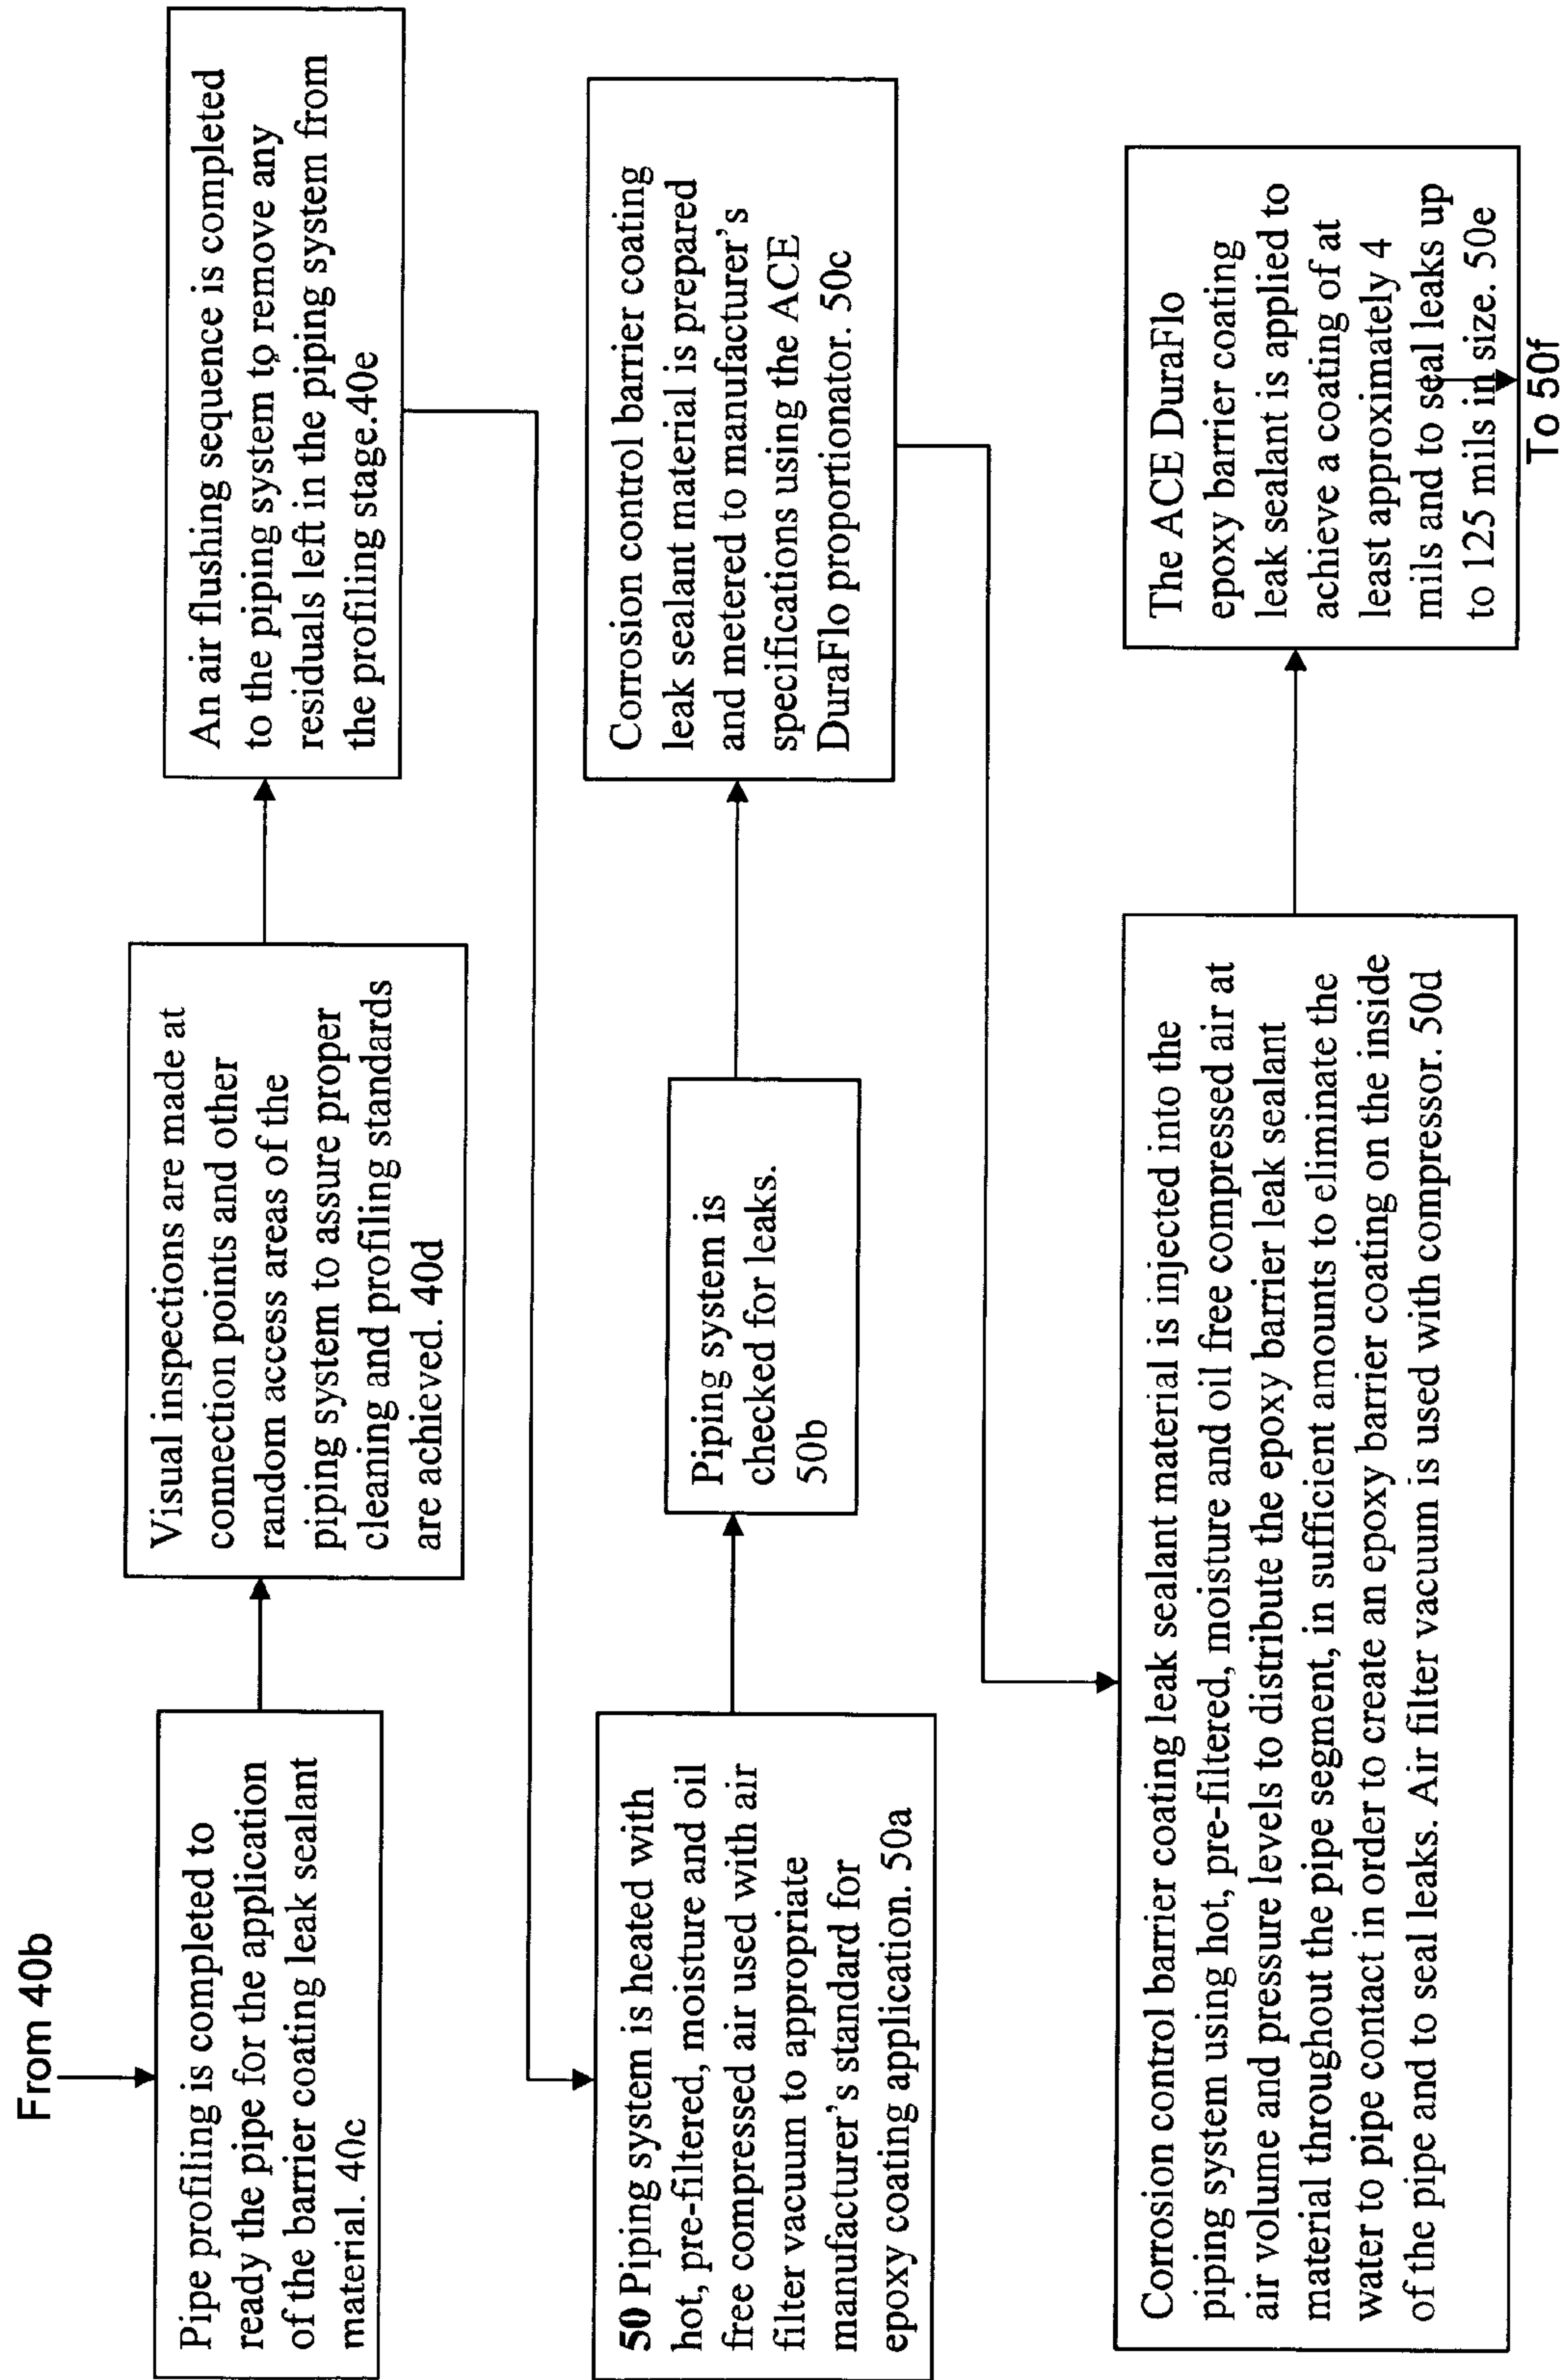 From 40b
Pipe profiling is completed to
ready the pipe for the application
of the barrier coating leak sealant
material. 40c
Visual inspections are made at
connection points and other
random access areas of the
piping system to assure proper
cleaning and profiling standards
are achieved. 40d
An air flushing sequence is completed
to the piping system to remove any
residuals left in the piping system from
the profiling stage.40e
50 Piping system is heated with
hot, pre-filtered, moisture and oil
free compressed air used with air
filter vacuum to appropriate
manufacturer's standard for
epoxy coating application. 50a
Piping system is
checked for leaks.
50b
Corrosion control barrier coating
leak sealant material is prepared
and metered to manufacturer's
specifications using the ACE
DuraFlo proportionator. 50c
Corrosion control barrier coating leak sealant material is injected into the
piping system using hot, pre-filtered, moisture and oil free compressed air at
air volume and pressure levels to distribute the epoxy barrier leak sealant
material throughout the pipe segment, in sufficient amounts to eliminate the
water to pipe contact in order to create an epoxy barrier coating on the inside
of the pipe and to seal leaks. Air filter vacuum is used with compressor. 50d
The ACE DuraFlo
epoxy barrier coating
leak sealant is applied to
achieve a coating of at
least approximately 4
mils and to seal leaks up
to 125 mils in size. 50e
To 50f